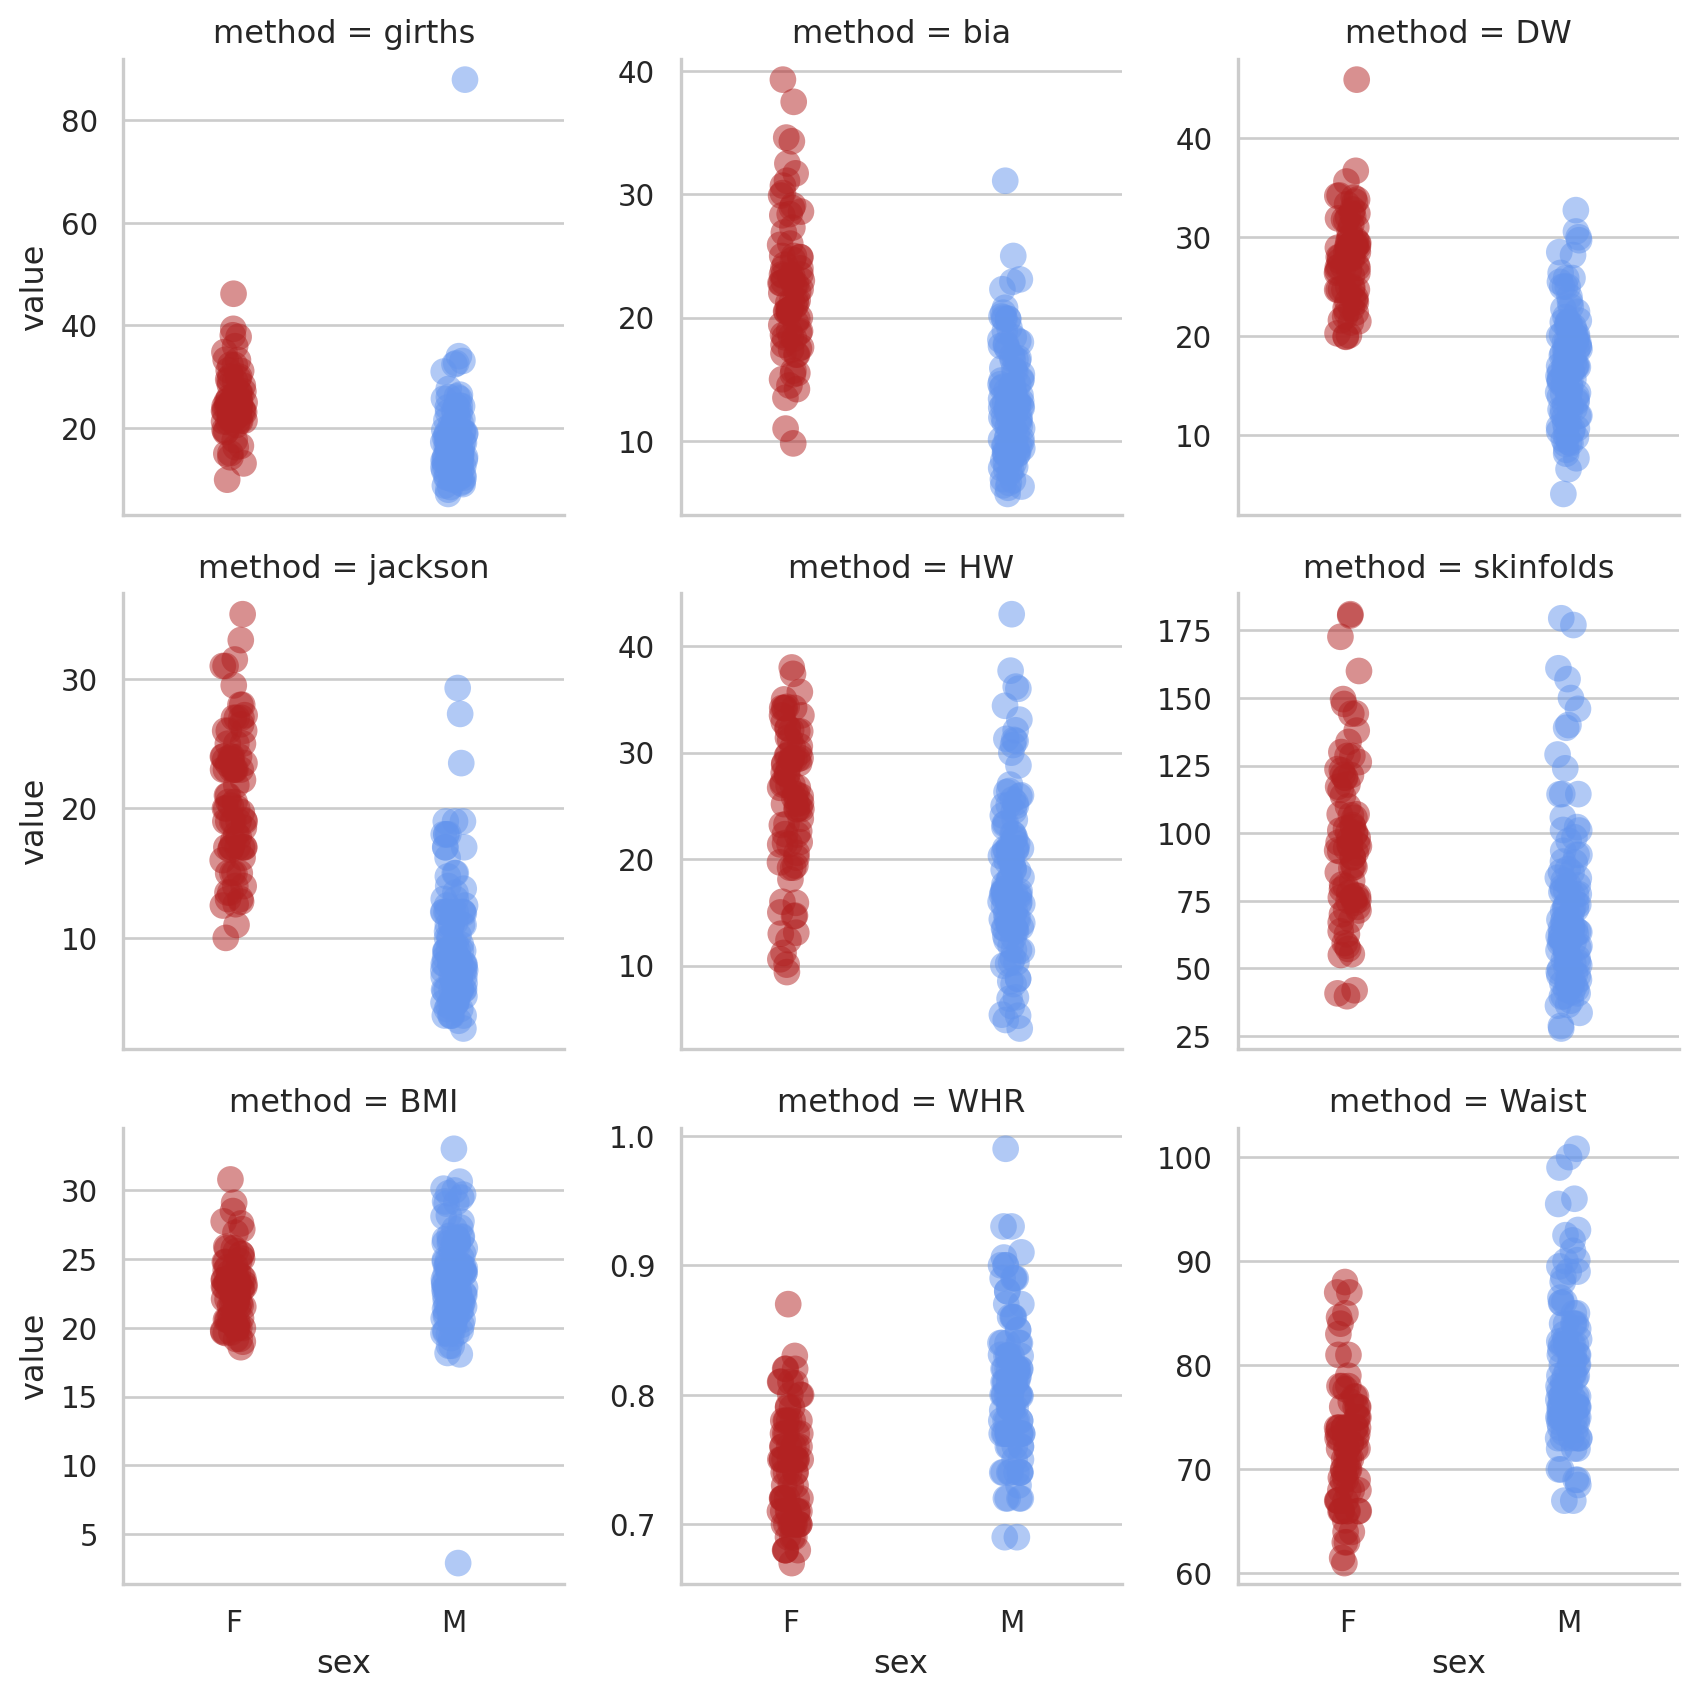 method = girths
method = bia
method = DW
value
80
60
40
20
40
30
20
10
40
30
20
10
method = jackson
method = HW
method = skinfolds
value
30
20
10
40
30
20
10
175
150
125
100
75
50
25
method = BMI
method = WHR
method = Waist
value
30
25
20
15
10
5
1.0
0.9
0.8
0.7
100
90
80
70
60
F
M
F
M
F
M
sex
sex
sex